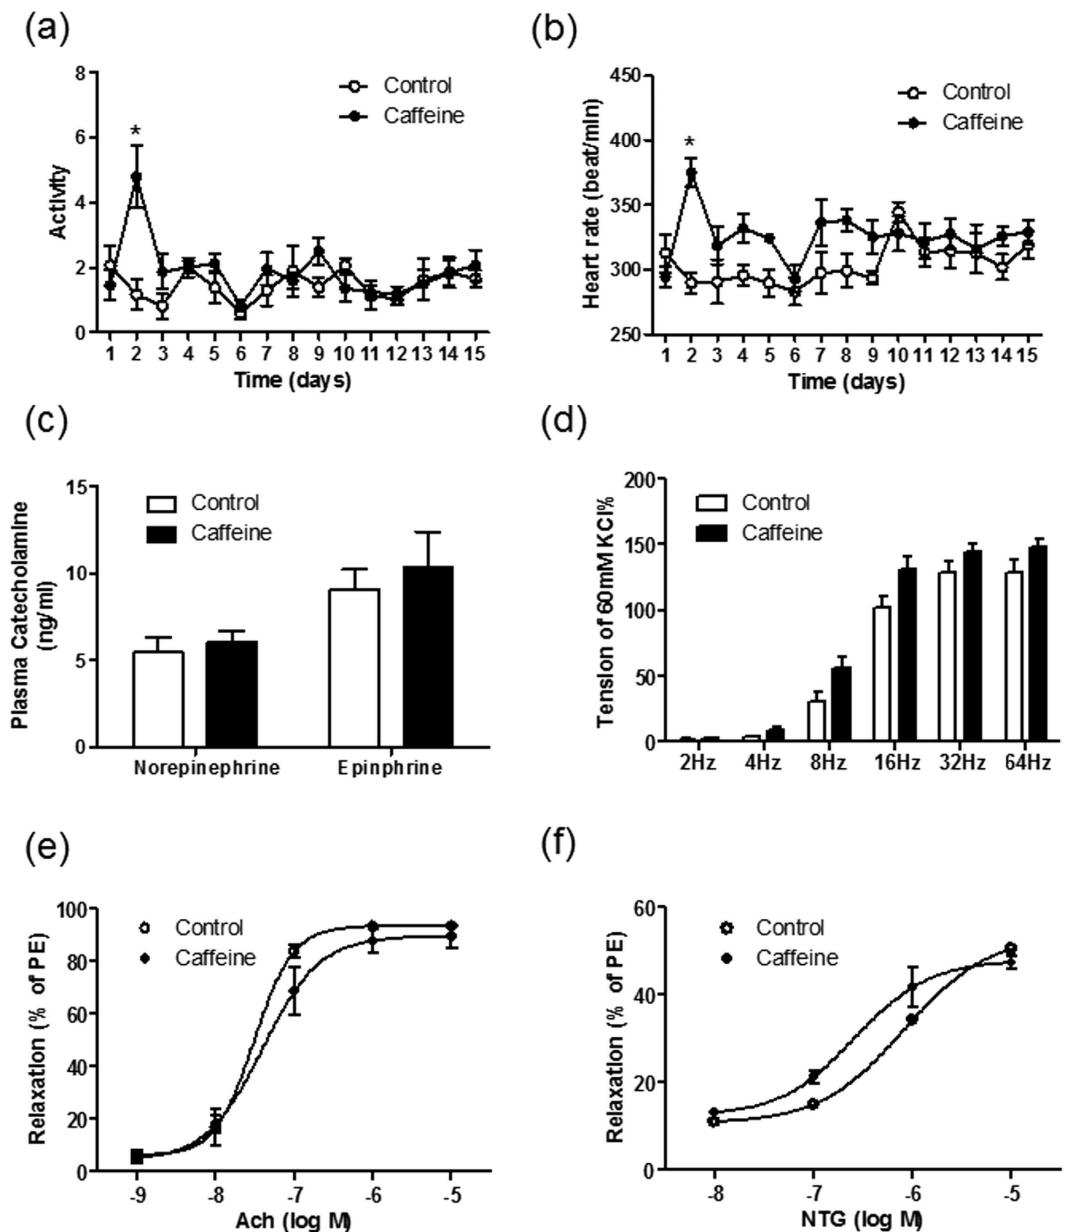 (a)
8
6
4
2
0
Activity
*
Control
Caffeine
1 2 3 4 5 6 7 8 9 10 11 12 13 14 15
Time (days)
(b)
450
400
350
300
250
Heart rate (beat/min)
*
Control
Caffeine
1 2 3 4 5 6 7 8 9 10 11 12 13 14 15
Time (days)
(c)
15
10
5
0
Plasma Catecholamine
(ng/ml)
Control
Caffeine
Norepinephrine Epinphrine
(d)
200
150
100
50
0
Tension of 60mM KCl%
Control
Caffeine
2Hz 4Hz 8Hz 16Hz 32Hz 64Hz
(e)
100
80
60
40
20
0
Relaxation (% of PE)
Control
Caffeine
-9 -8 -7 -6 -5
Ach (log M)
(f)
60
40
20
0
Relaxation (% of PE)
Control
Caffeine
-8 -7 -6 -5
NTG (log M)